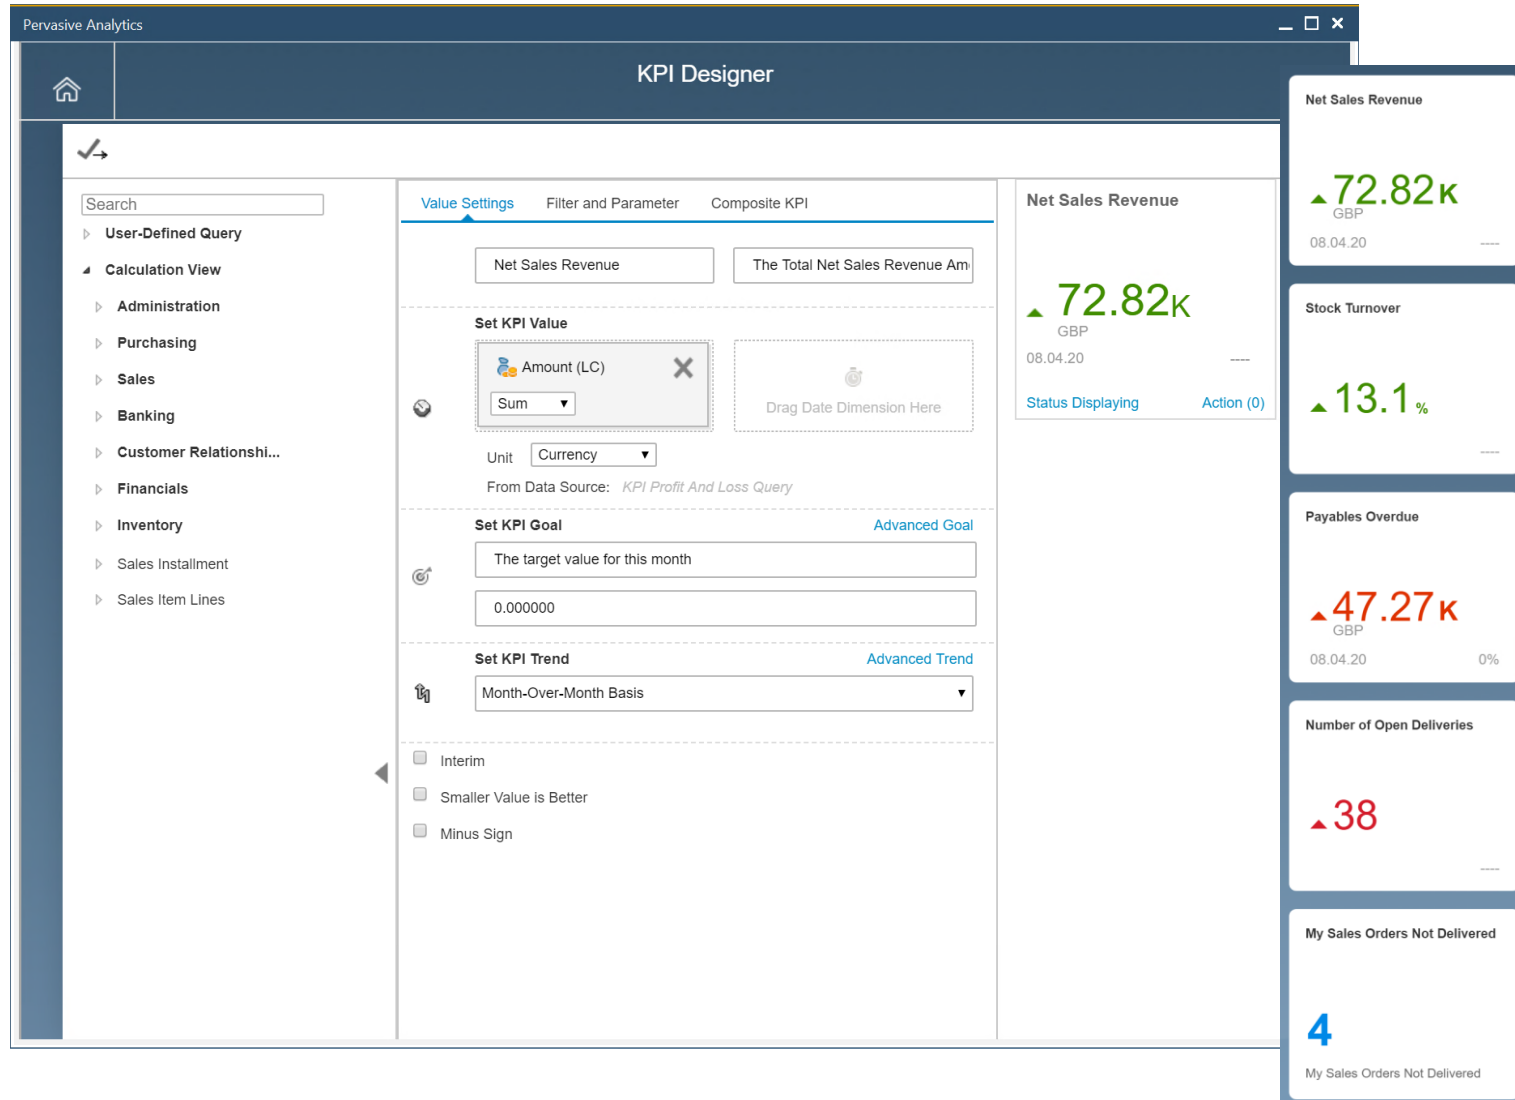 Pervasive Analytics
KPI Designer
Search
User-Defined Query
Calculation View
Administration
Purchasing
Sales
Banking
Customer Relationshi...
Financials
Inventory
Sales Installment
Sales Item Lines
Value Settings Filter and Parameter Composite KPI
Net Sales Revenue The Total Net Sales Revenue Am
Set KPI Value
Amount (LC)
Sum
Drag Date Dimension Here
Unit Currency
From Data Source: KPI Profit And Loss Query
Set KPI Goal Advanced Goal
The target value for this month
0.000000
Set KPI Trend Advanced Trend
Month-Over-Month Basis
Interim
Smaller Value is Better
Minus Sign
Net Sales Revenue
72.82K
GBP
08.04.20 ----
Status Displaying Action (0)
Net Sales Revenue
72.82K
GBP
08.04.20 ----
Stock Turnover
13.1 %
----
Payables Overdue
47.27K
GBP
08.04.20 0%
Number of Open Deliveries
38
----
My Sales Orders Not Delivered
4
My Sales Orders Not Delivered